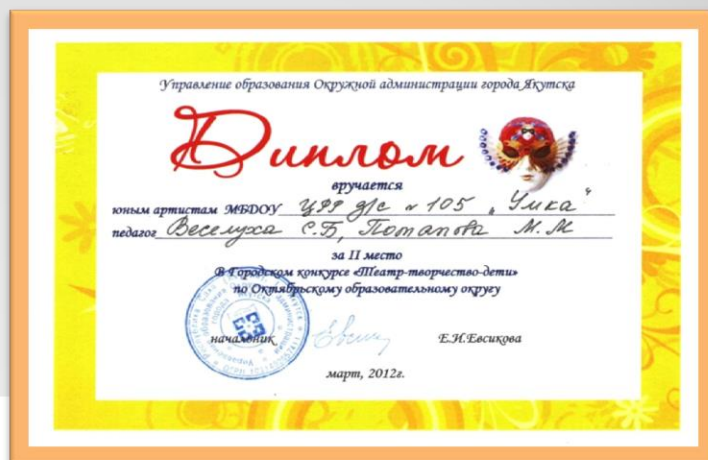 Управление образования Окружной администрации города Якутска
Диплом
вручается
юным артистам МБДОУ ЦРР д/с № 105 "Умка"
педагог Веселуха С.Б, Потапова М.М
за II место
В Городском конкурсе «Театр-творчество-дети»
по Октябрьскому образовательному округу
начальник Е.И.Евсикова
март, 2012г.